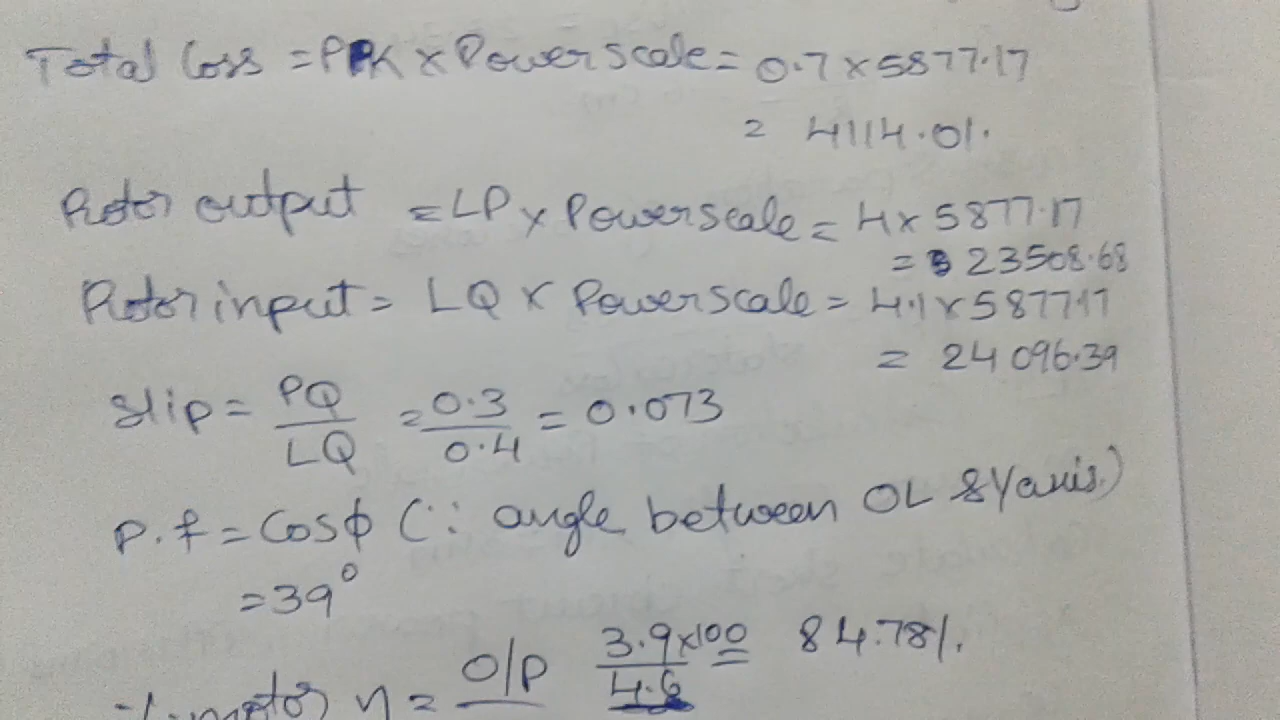 Total Loss = PPK x Power scale = 0.7 x 5877.17
= 4114.01.
Rotor output = LP x Power scale = 4 x 5877.17
= 23508.68
Rotor input = LQ x Power scale = 4.1 x 5877.17
= 24096.39
Slip = PQ/LQ = 0.3/0.4 = 0.073
P.f = Cosφ (∵ angle between OL & Y axis)
= 39°
motor η = O/P 3.9x100/4.6 = 84.78%.